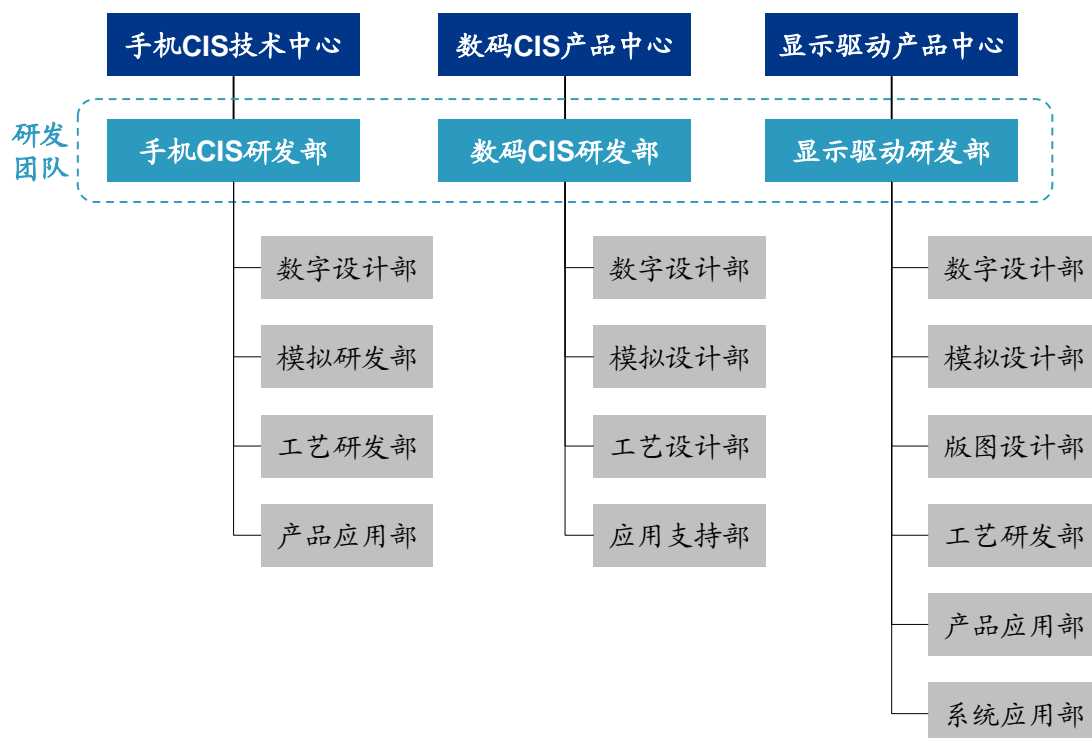 手机CIS技术中心
数码CIS产品中心
显示驱动产品中心
研发
团队
手机CIS研发部
数码CIS研发部
显示驱动研发部
数字设计部
数字设计部
数字设计部
模拟研发部
模拟设计部
模拟设计部
工艺研发部
工艺设计部
版图设计部
产品应用部
应用支持部
工艺研发部
产品应用部
系统应用部